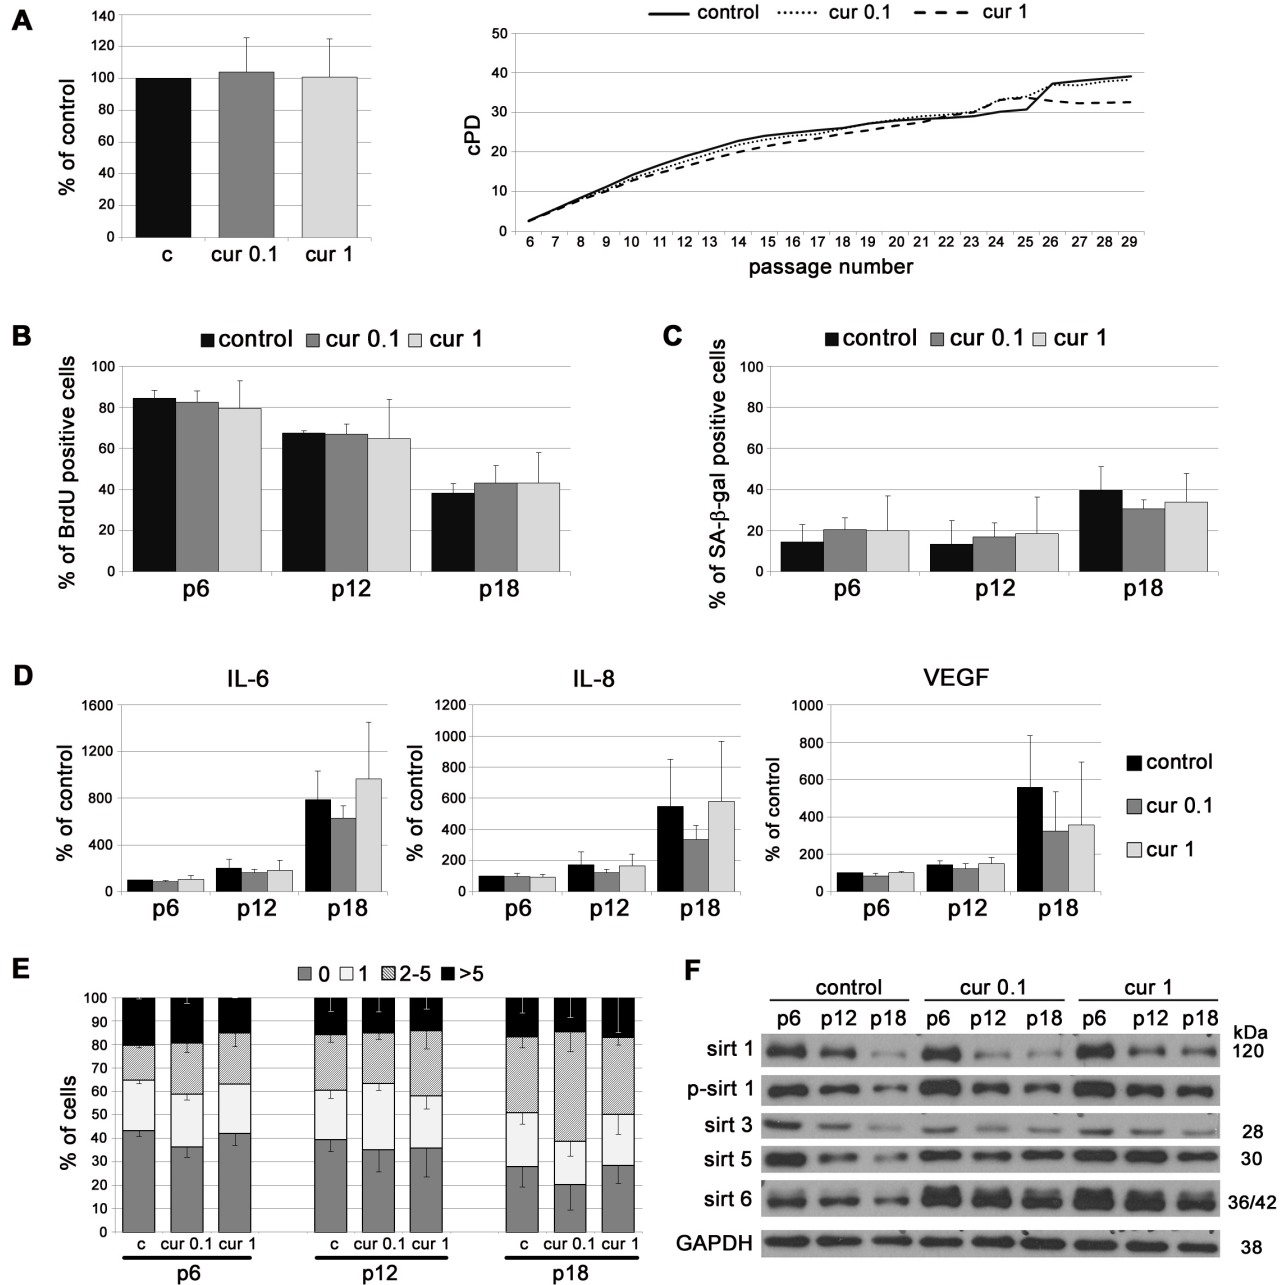 A
% of control
140
120
100
80
60
40
20
0
c cur 0.1 cur 1
control cur 0.1 cur 1
cPD
50
40
30
20
10
0
6 7 8 9 10 11 12 13 14 15 16 17 18 19 20 21 22 23 24 25 26 27 28 29
passage number
B
control cur 0.1 cur 1
% of BrdU positive cells
100
80
60
40
20
0
p6 p12 p18
C
control cur 0.1 cur 1
% of SA-β-gal positive cells
100
80
60
40
20
0
p6 p12 p18
D
IL-6
% of control
1600
1200
800
400
0
p6 p12 p18
IL-8
% of control
1200
1000
800
600
400
200
0
p6 p12 p18
VEGF
% of control
1000
800
600
400
200
0
p6 p12 p18
control
cur 0.1
cur 1
E
0 1 2-5 >5
% of cells
100
90
80
70
60
50
40
30
20
10
0
c cur 0.1 cur 1 c cur 0.1 cur 1 c cur 0.1 cur 1
p6 p12 p18
F
control cur 0.1 cur 1
p6 p12 p18 p6 p12 p18 p6 p12 p18
kDa
sirt 1 120
p-sirt 1
sirt 3 28
sirt 5 30
sirt 6 36/42
GAPDH 38